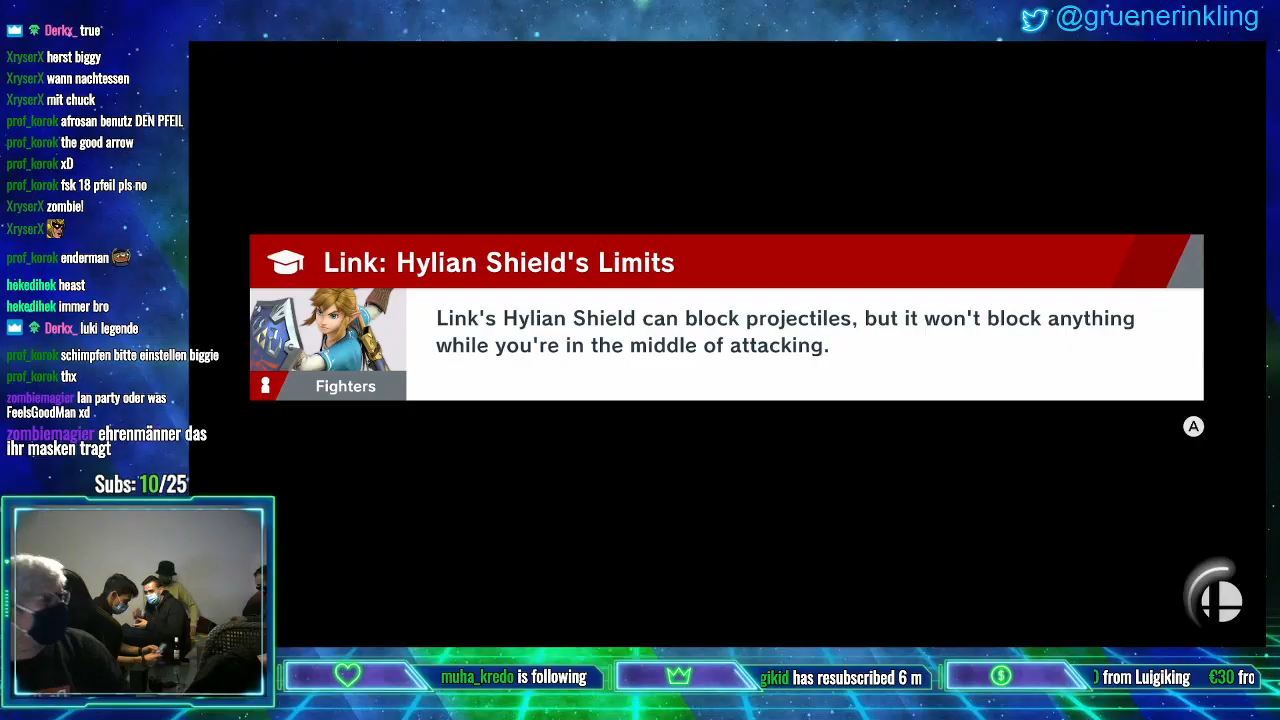 @gruenerinkling
Derkx_ true
XryserX horst biggy
XryserX wann nachtessen
XryserX mit chuck
prof_korok afrosan benutz DEN PFEIL
prof_korok the good arrow
prof_korok xD
prof_korok fsk 18 pfeil pls no
XryserX zombie!
XryserX
prof_korok enderman
hekedihek heast
hekedihek immer bro
Derkx_ luki legende
prof_korok schimpfen bitte einstellen biggie
prof_korok thx
zombiemagier lan party oder was
FeelsGoodMan xd
zombiemagier ehrenmänner das
ihr masken tragt
Subs: 10/25
Link: Hylian Shield's Limits
Link's Hylian Shield can block projectiles, but it won't block anything
while you're in the middle of attacking.
Fighters
A
muha_kredo is following
gikid has resubscribed 6 m
from Luigiking €30 fro